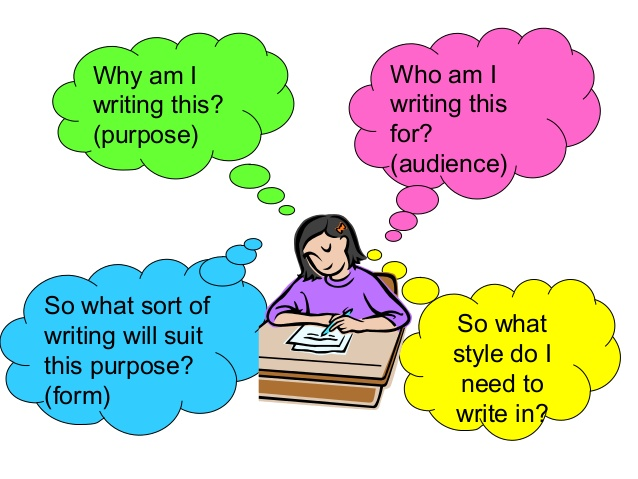 Why am I
writing this?
(purpose)
Who am I
writing this
for?
(audience)
So what sort of
writing will suit
this purpose?
(form)
So what
style do I
need to
write in?